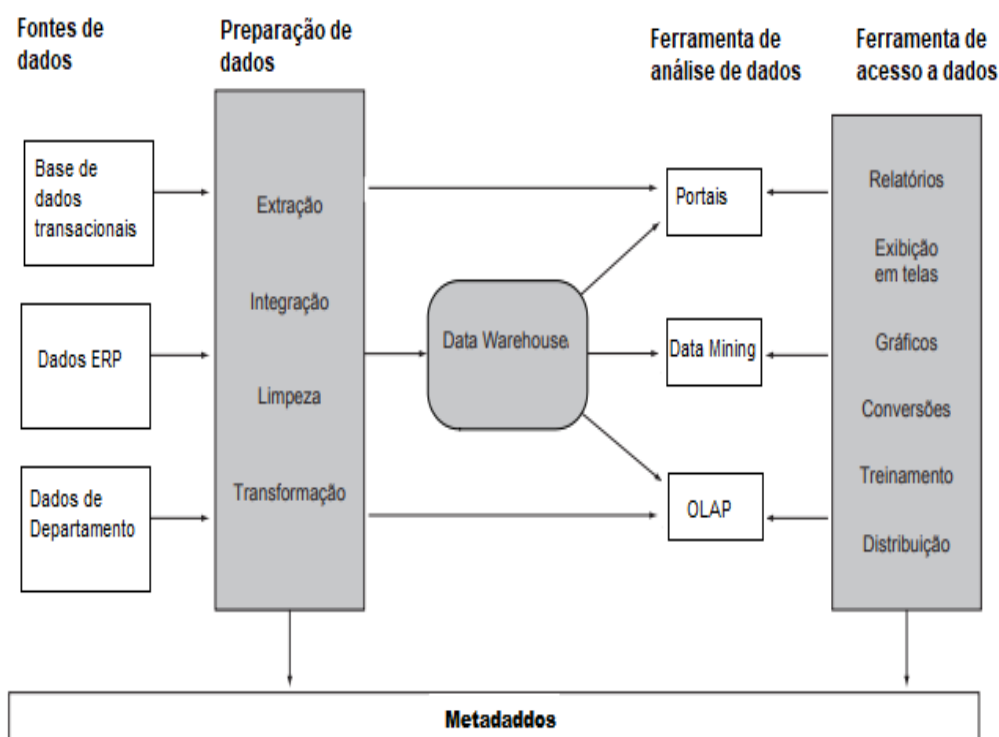 Fontes de
dados
Preparação de
dados
Ferramenta de
análise de dados
Ferramenta de
acesso a dados
Base de
dados
transacionais
Dados ERP
Dados de
Departamento
Extração
Integração
Limpeza
Transformação
Data Warehouse
Portais
Data Mining
OLAP
Relatórios
Exibição
em telas
Gráficos
Conversões
Treinamento
Distribuição
Metadaddos